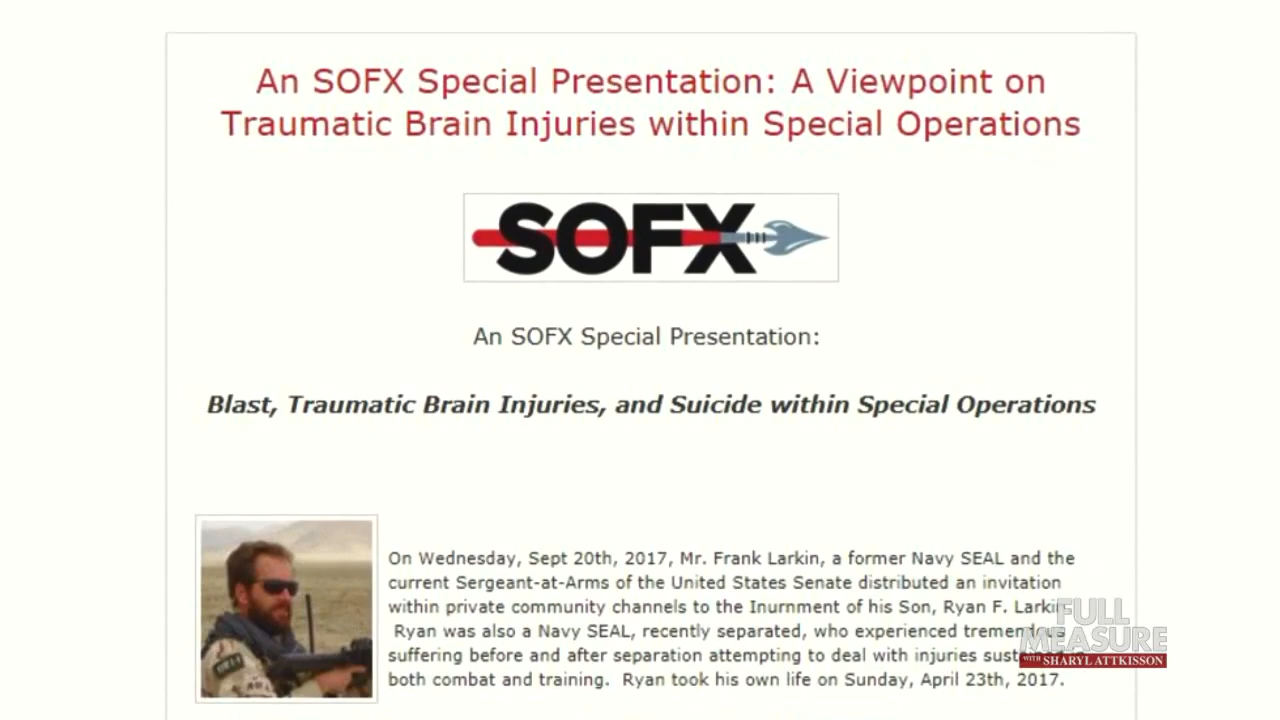 An SOFX Special Presentation: A Viewpoint on
Traumatic Brain Injuries within Special Operations
SOFX
An SOFX Special Presentation:
Blast, Traumatic Brain Injuries, and Suicide within Special Operations
On Wednesday, Sept 20th, 2017, Mr. Frank Larkin, a former Navy SEAL and the
current Sergeant-at-Arms of the United States Senate distributed an invitation
within private community channels to the Inurnment of his Son, Ryan F. Larkin
Ryan was also a Navy SEAL, recently separated, who experienced tremendous
suffering before and after separation attempting to deal with injuries
both combat and training. Ryan took his own life on Sunday, April 23th, 2017.
FULL
MEASURE
WITH SHARYL ATTKISSON